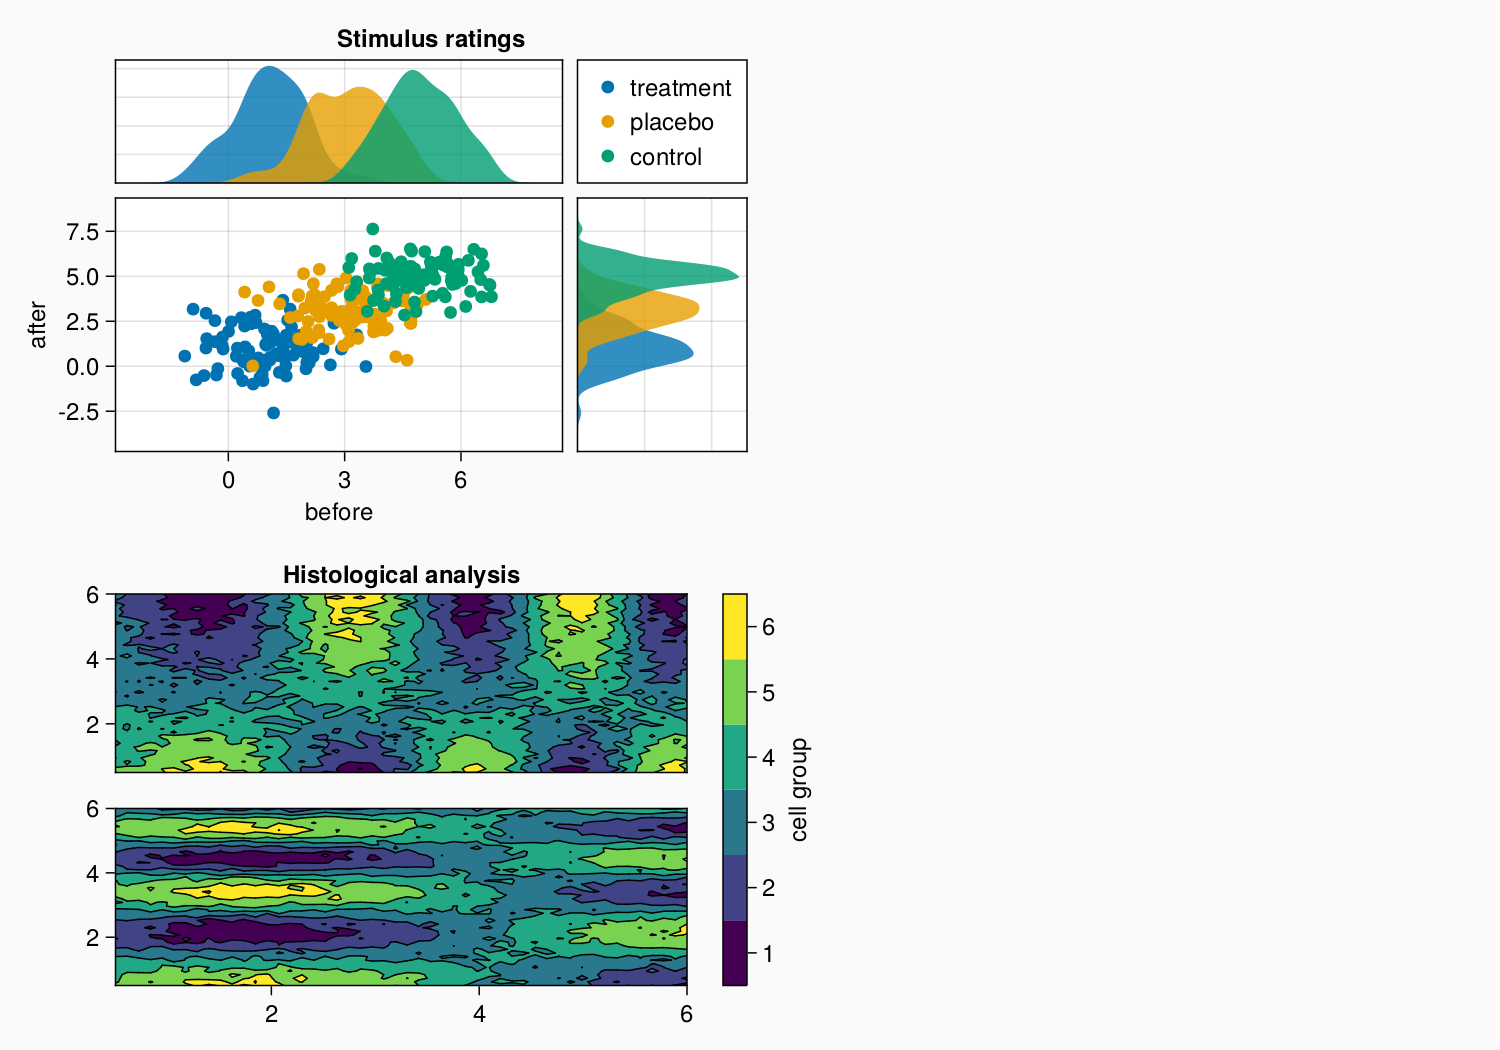 Stimulus ratings
treatment
placebo
control
7.5
5.0
2.5
0.0
-2.5
after
0 3 6
before
Histological analysis
6
4
2
6
4
2
2 4 6
6
5
4
3
2
1
cell group